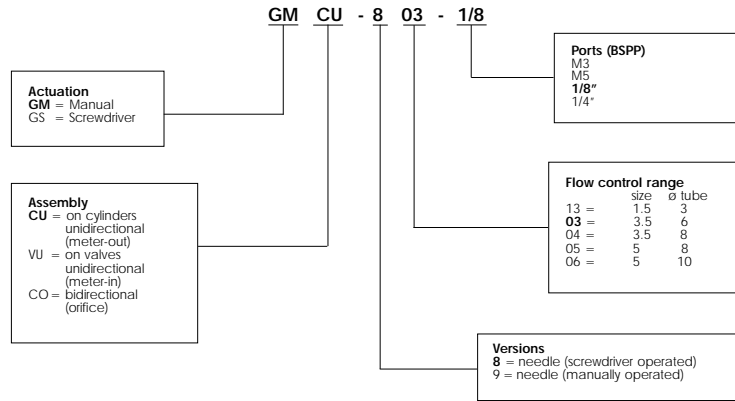 GM CU - 8 03 - 1/8
Ports (BSPP)
M3
M5
1/8"
1/4"
Actuation
GM = Manual
GS = Screwdriver
Flow control range
size ø tube
13 = 1.5 3
03 = 3.5 6
04 = 3.5 8
05 = 5 8
06 = 5 10
Assembly
CU = on cylinders
unidirectional
(meter-out)
VU = on valves
unidirectional
(meter-in)
CO = bidirectional
(orifice)
Versions
8 = needle (screwdriver operated)
9 = needle (manually operated)